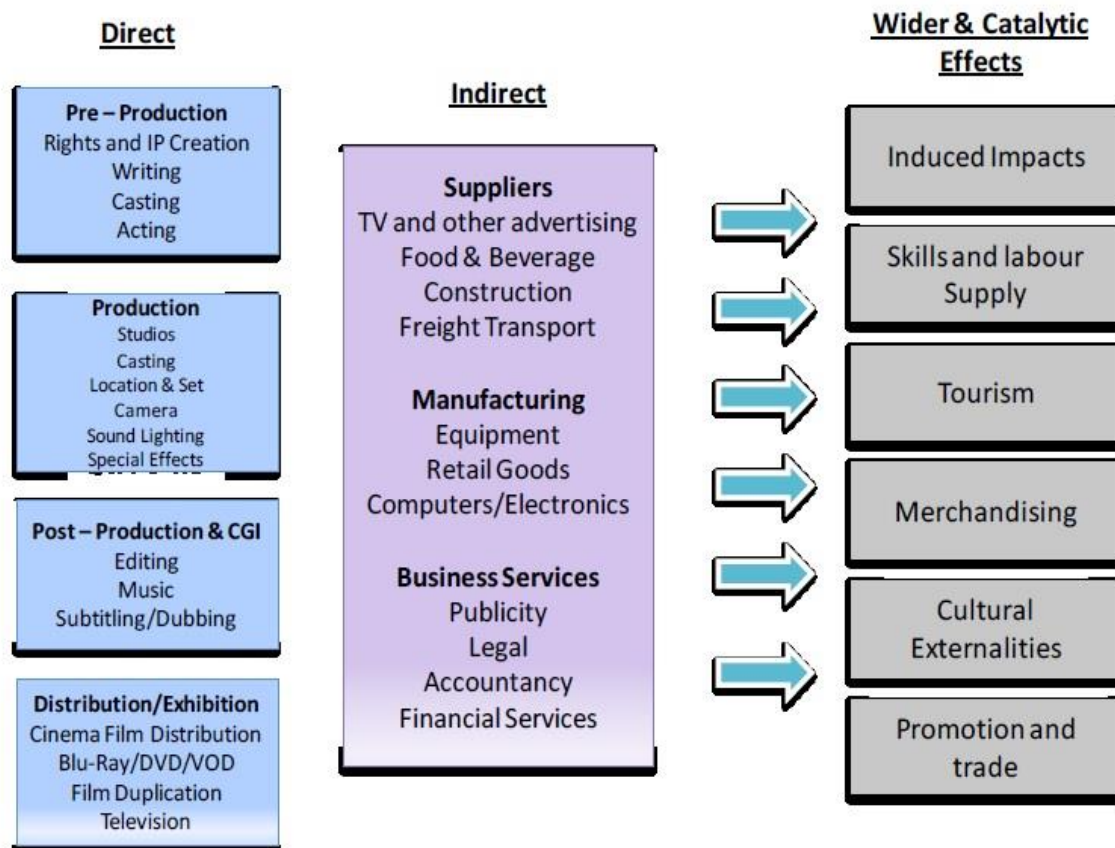 Direct
Pre – Production
Rights and IP Creation
Writing
Casting
Acting
Production
Studios
Casting
Location & Set
Camera
Sound Lighting
Special Effects
Post – Production & CGI
Editing
Music
Subtitling/Dubbing
Distribution/Exhibition
Cinema Film Distribution
Blu-Ray/DVD/VOD
Film Duplication
Television
Indirect
Suppliers
TV and other advertising
Food & Beverage
Construction
Freight Transport
Manufacturing
Equipment
Retail Goods
Computers/Electronics
Business Services
Publicity
Legal
Accountancy
Financial Services
Wider & Catalytic
Effects
Induced Impacts
Skills and labour
Supply
Tourism
Merchandising
Cultural
Externalities
Promotion and
trade